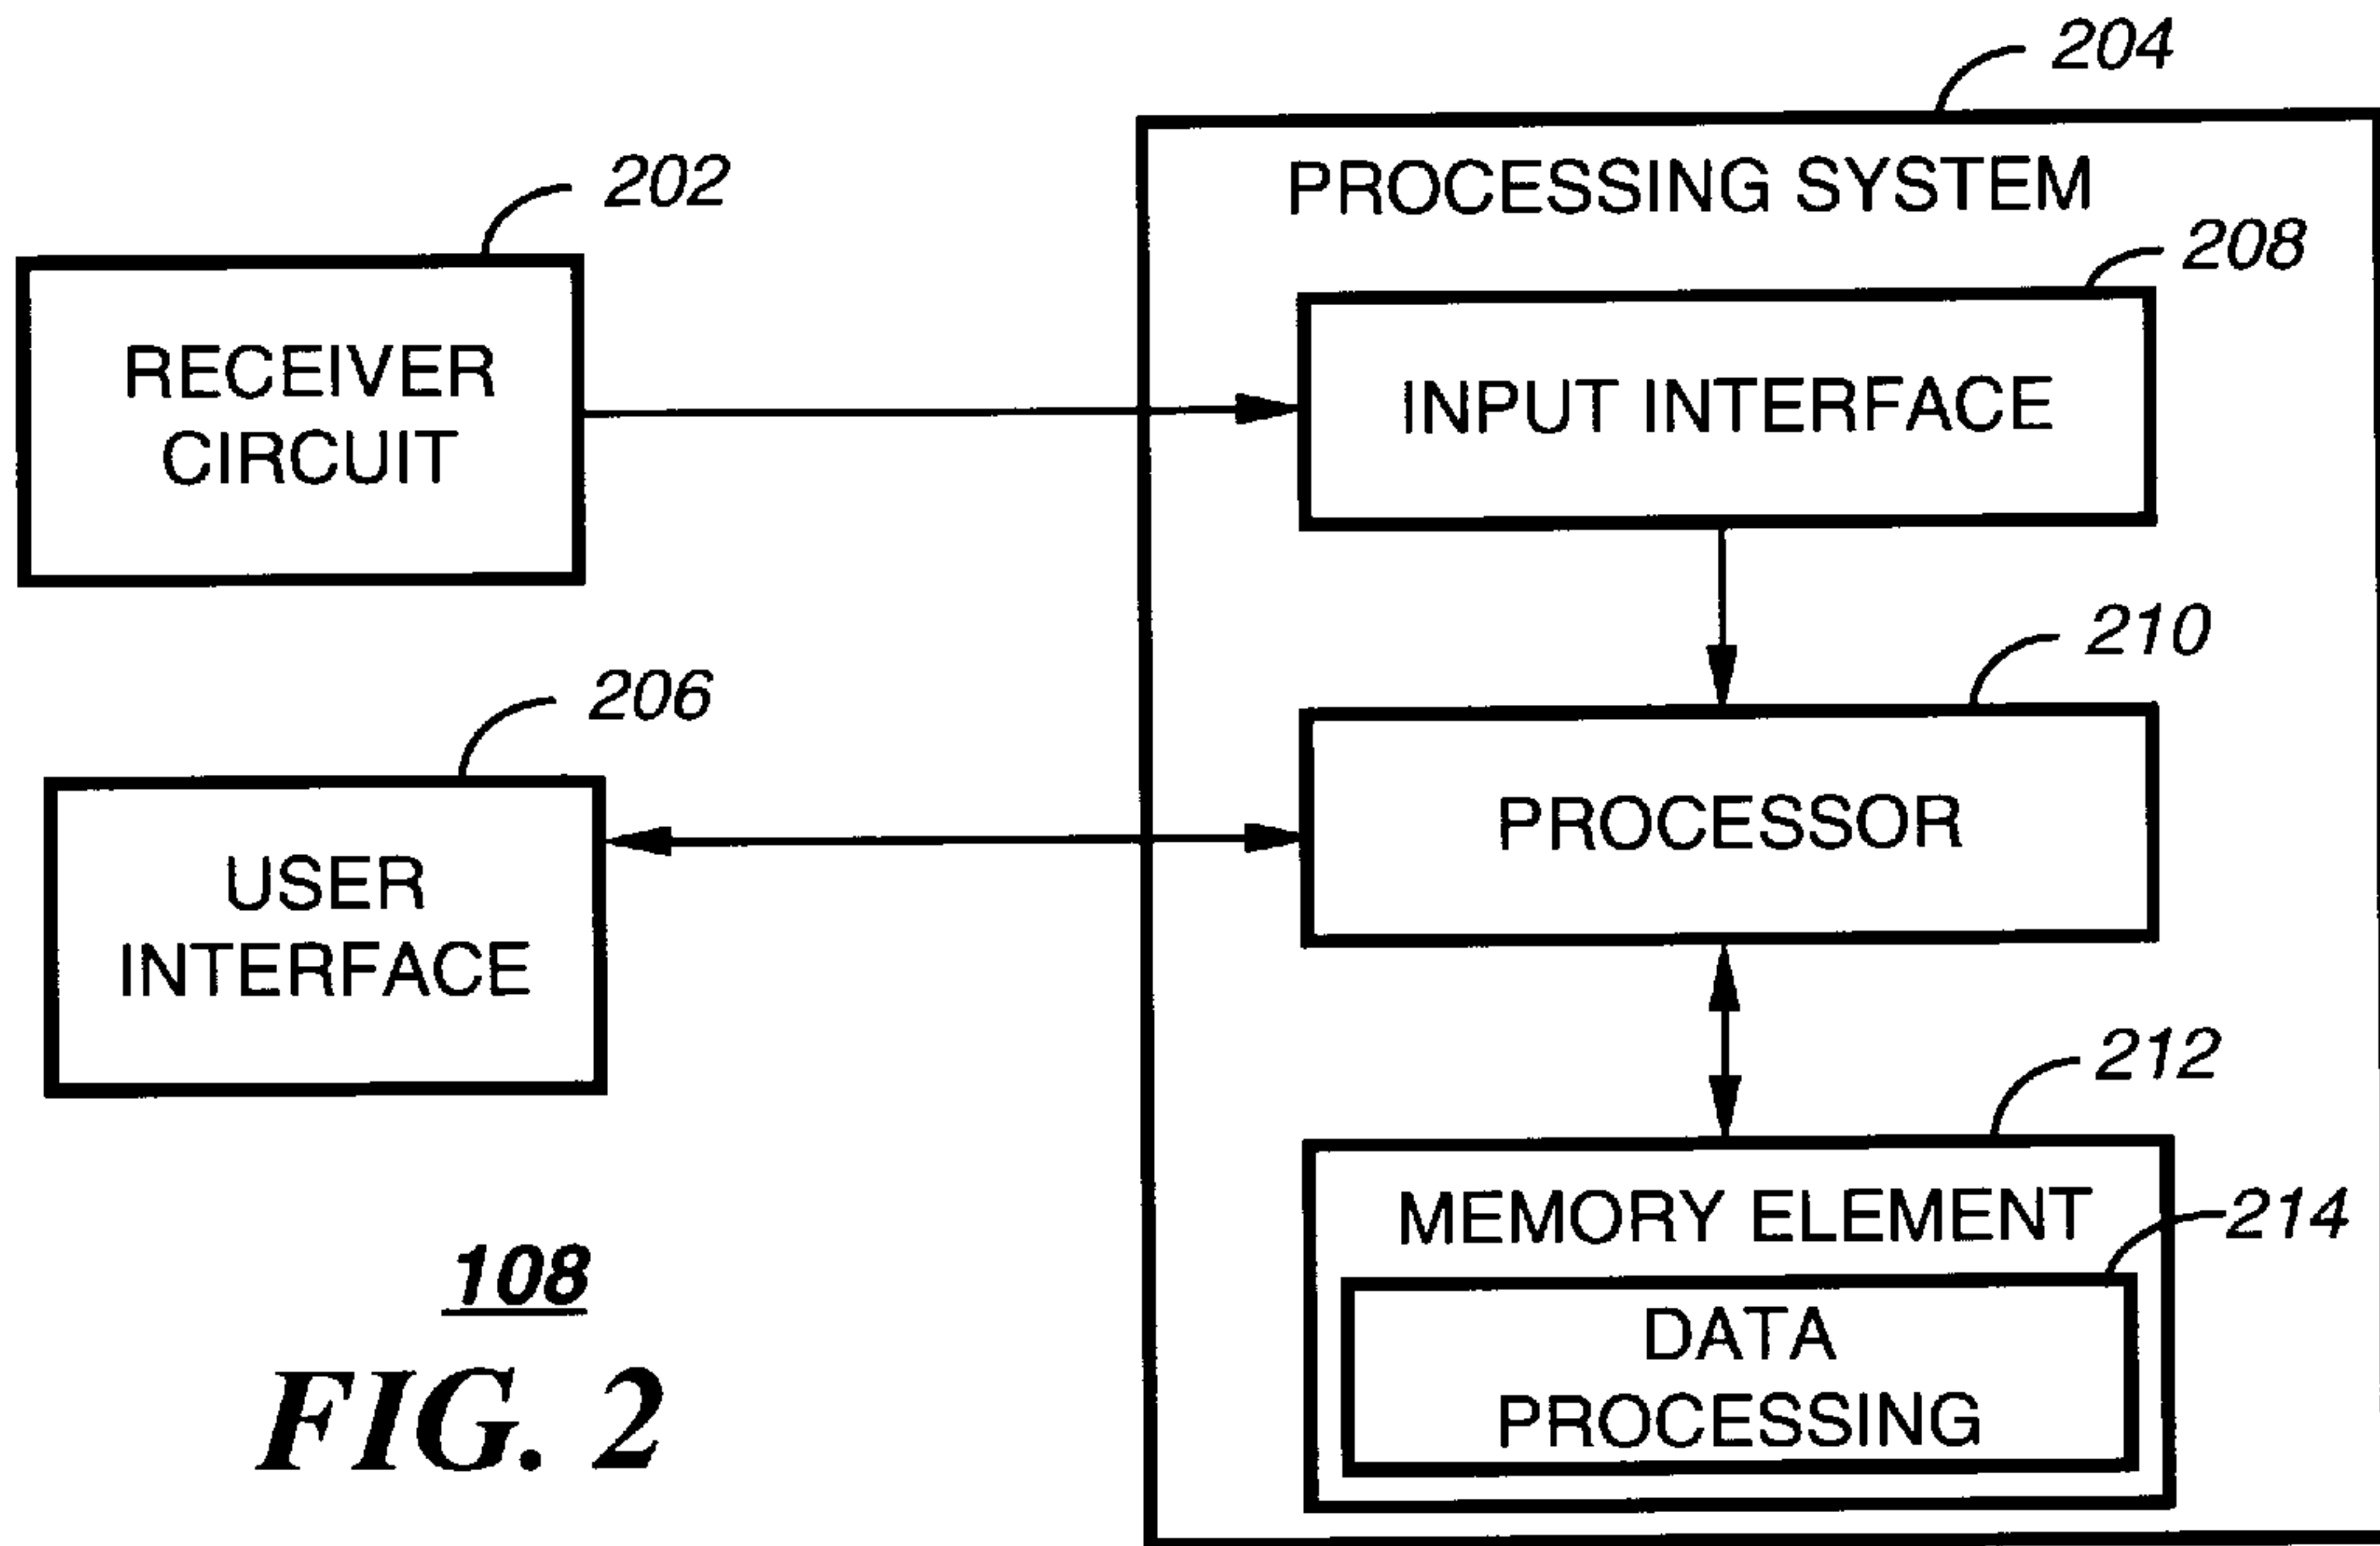 204
PROCESSING SYSTEM
202
208
RECEIVER
CIRCUIT
INPUT INTERFACE
210
206
PROCESSOR
USER
INTERFACE
212
MEMORY ELEMENT
214
DATA
PROCESSING
108
FIG. 2